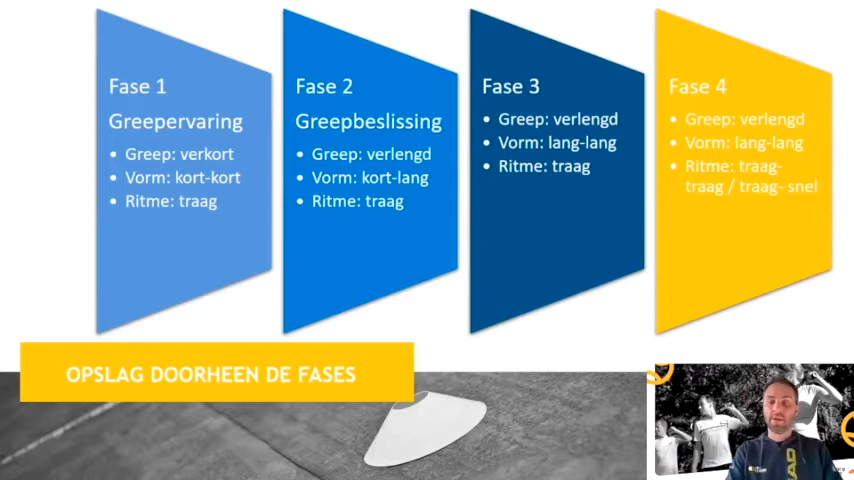 Fase 1
Greepervaring
• Greep: verkort
• Vorm: kort-kort
• Ritme: traag
Fase 2
Greepbeslissing
• Greep: verlengd
• Vorm: kort-lang
• Ritme: traag
Fase 3
• Greep: verlengd
• Vorm: lang-lang
• Ritme: traag
Fase 4
• Greep: verlengd
• Vorm: lang-lang
• Ritme: traag-
traag / traag- snel
OPSLAG DOORHEEN DE FASES